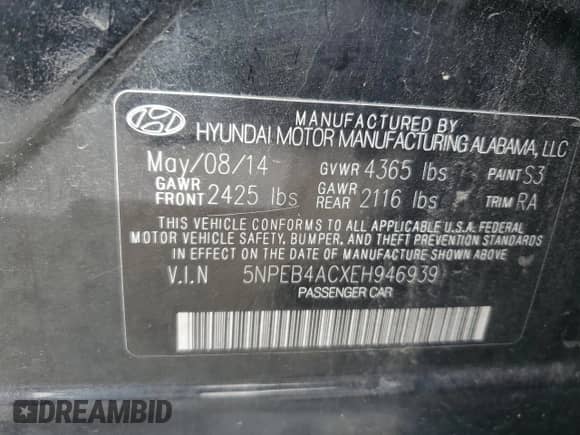 MANUFACTURED BY
HYUNDAI MOTOR MANUFACTURING ALABAMA, LLC
May/08/14 GVWR 4365 lbs PAINT S3
GAWR FRONT 2425 lbs GAWR REAR 2116 lbs TRIM RA
THIS VEHICLE CONFORMS TO ALL APPLICABLE U.S.A. FEDERAL
MOTOR VEHICLE SAFETY, BUMPER, AND THEFT PREVENTION STANDARDS
IN EFFECT ON THE DATE OF MANUFACTURE SHOWN ABOVE
V.I.N 5NPEB4ACXEH946939
PASSENGER CAR
DREAMBID